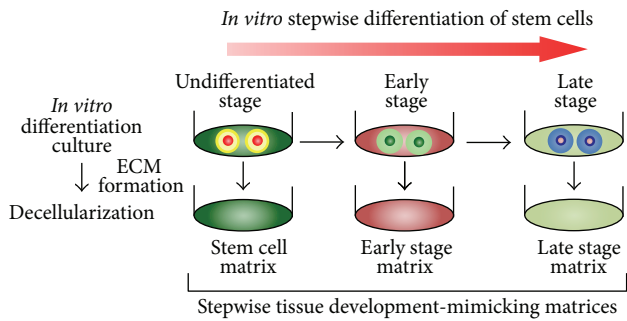 In vitro stepwise differentiation of stem cells
Undifferentiated
stage
Early
stage
Late
stage
In vitro
differentiation
culture
ECM
formation
Decellularization
Stem cell
matrix
Early stage
matrix
Late stage
matrix
Stepwise tissue development-mimicking matrices